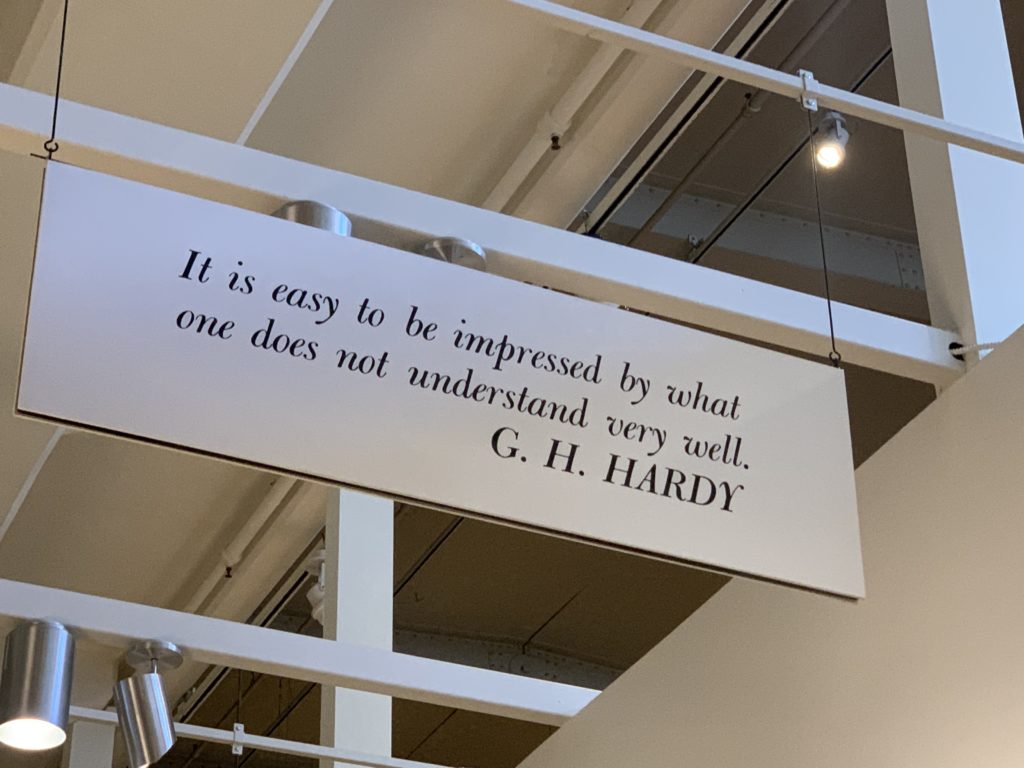 It is easy to be impressed by what
one does not understand very well.
G. H. HARDY